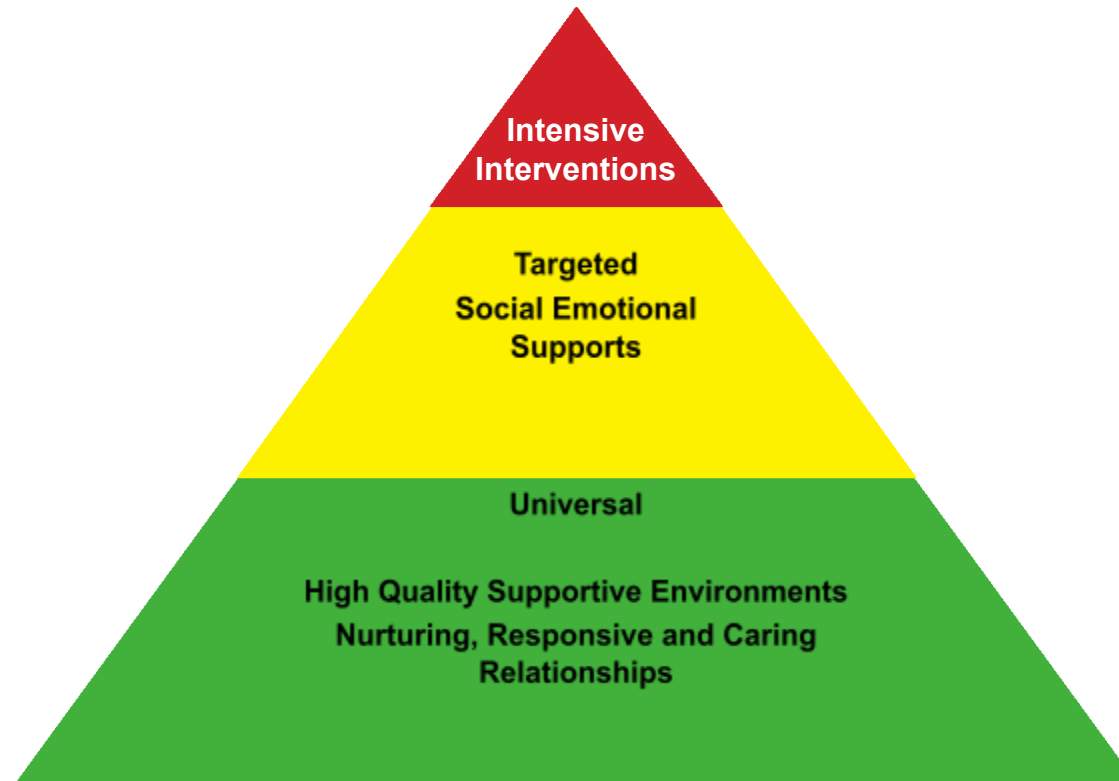 Intensive
Interventions
Targeted
Social Emotional
Supports
Universal
High Quality Supportive Environments
Nurturing, Responsive and Caring
Relationships